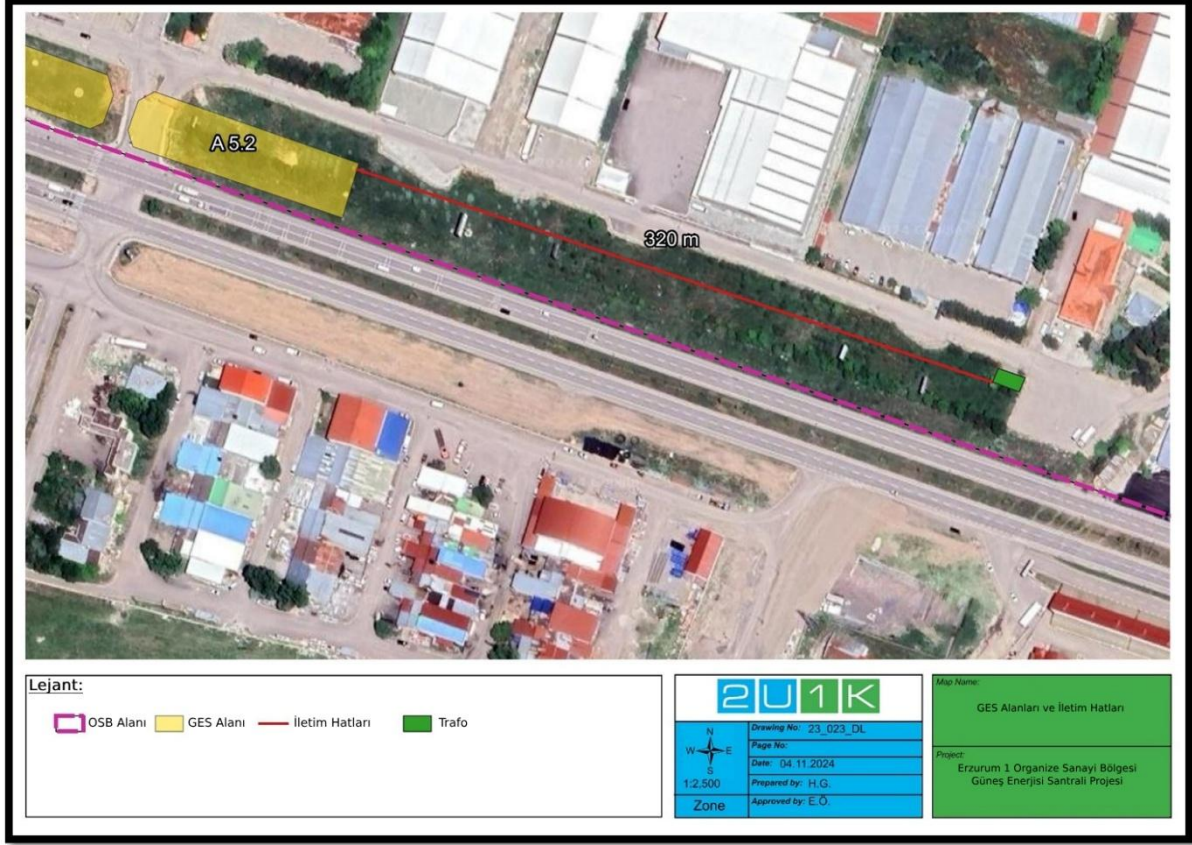 A 5.2
320 m
Lejant:
OSB Alanı
GES Alanı
İletim Hatları
Trafo
2U1K
N
W E
S
1:2,500
Zone
Drawing No: 23_023_DL
Page No:
Date: 04.11.2024
Prepared by: H.G.
Approved by: E.Ö.
Map Name:
GES Alanları ve İletim Hatları
Project:
Erzurum 1 Organize Sanayi Bölgesi
Güneş Enerjisi Santrali Projesi